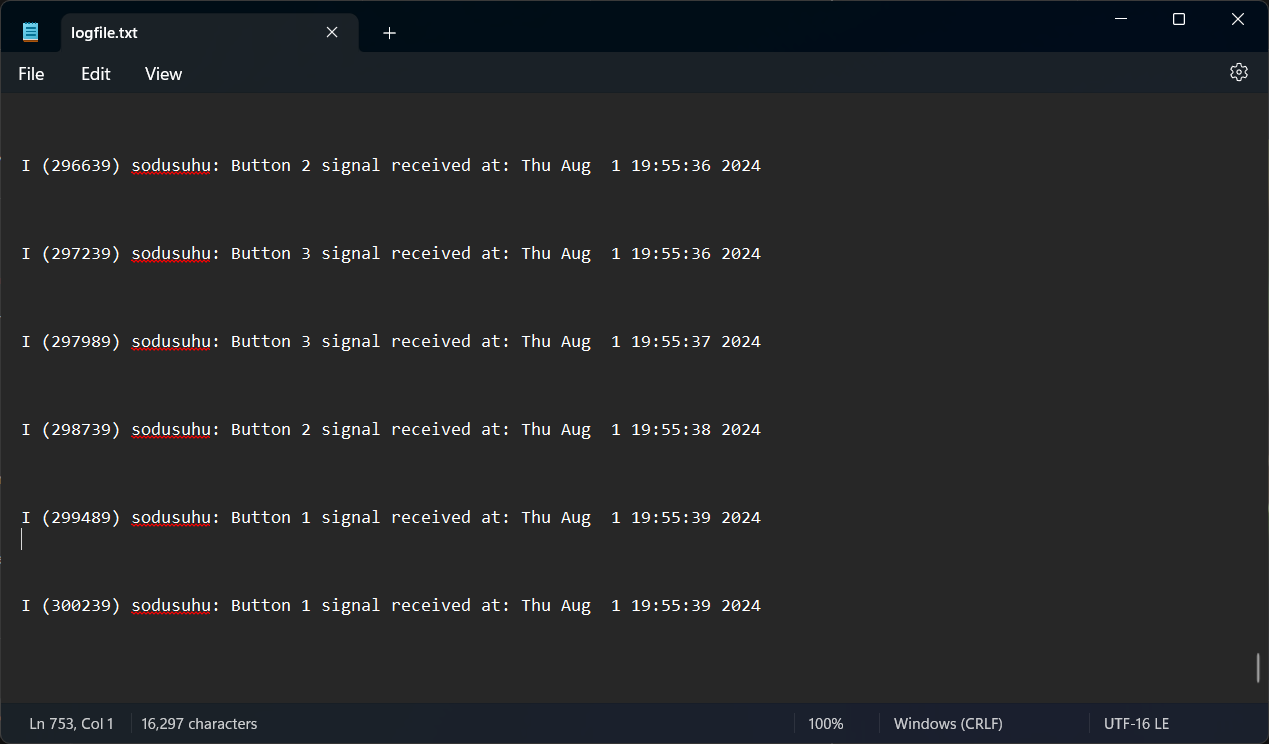 logfile.txt
File Edit View
I (296639) sodusuhu: Button 2 signal received at: Thu Aug  1 19:55:36 2024
I (297239) sodusuhu: Button 3 signal received at: Thu Aug  1 19:55:36 2024
I (297989) sodusuhu: Button 3 signal received at: Thu Aug  1 19:55:37 2024
I (298739) sodusuhu: Button 2 signal received at: Thu Aug  1 19:55:38 2024
I (299489) sodusuhu: Button 1 signal received at: Thu Aug  1 19:55:39 2024
I (300239) sodusuhu: Button 1 signal received at: Thu Aug  1 19:55:39 2024
Ln 753, Col 1 16,297 characters 100% Windows (CRLF) UTF-16 LE